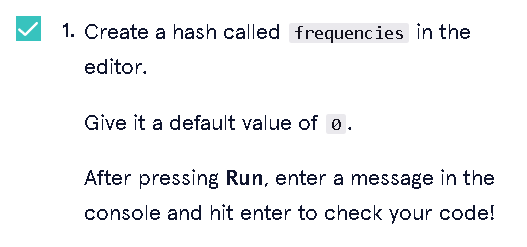 1. Create a hash called frequencies in the
editor.
Give it a default value of 0.
After pressing Run, enter a message in the
console and hit enter to check your code!